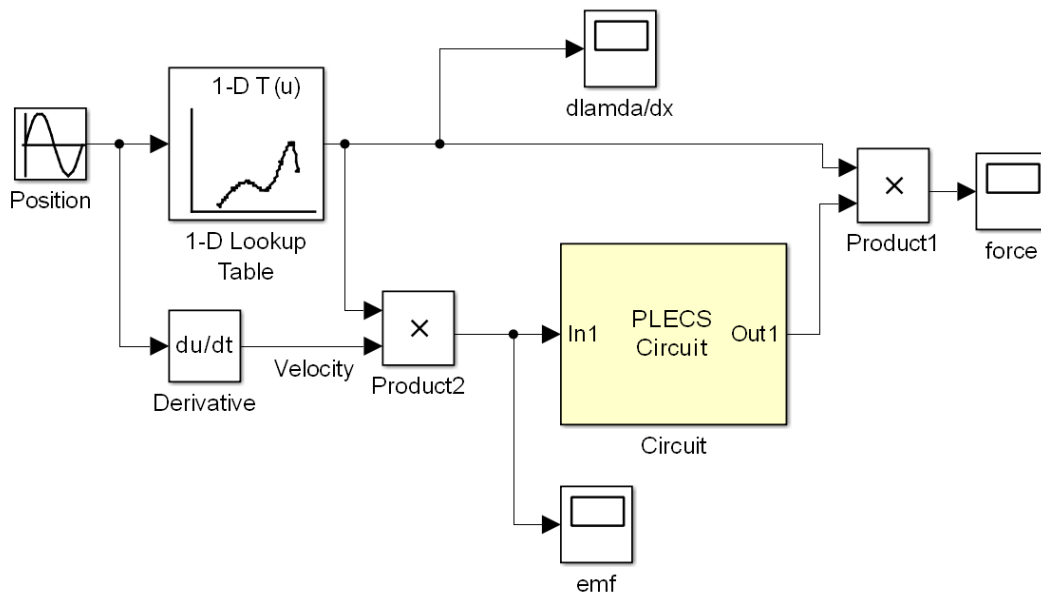 1-D T(u)
dlamda/dx
Position
1-D Lookup
Table
×
Product1
force
du/dt
Derivative
Velocity
×
Product2
In1
PLECS
Circuit
Out1
Circuit
emf